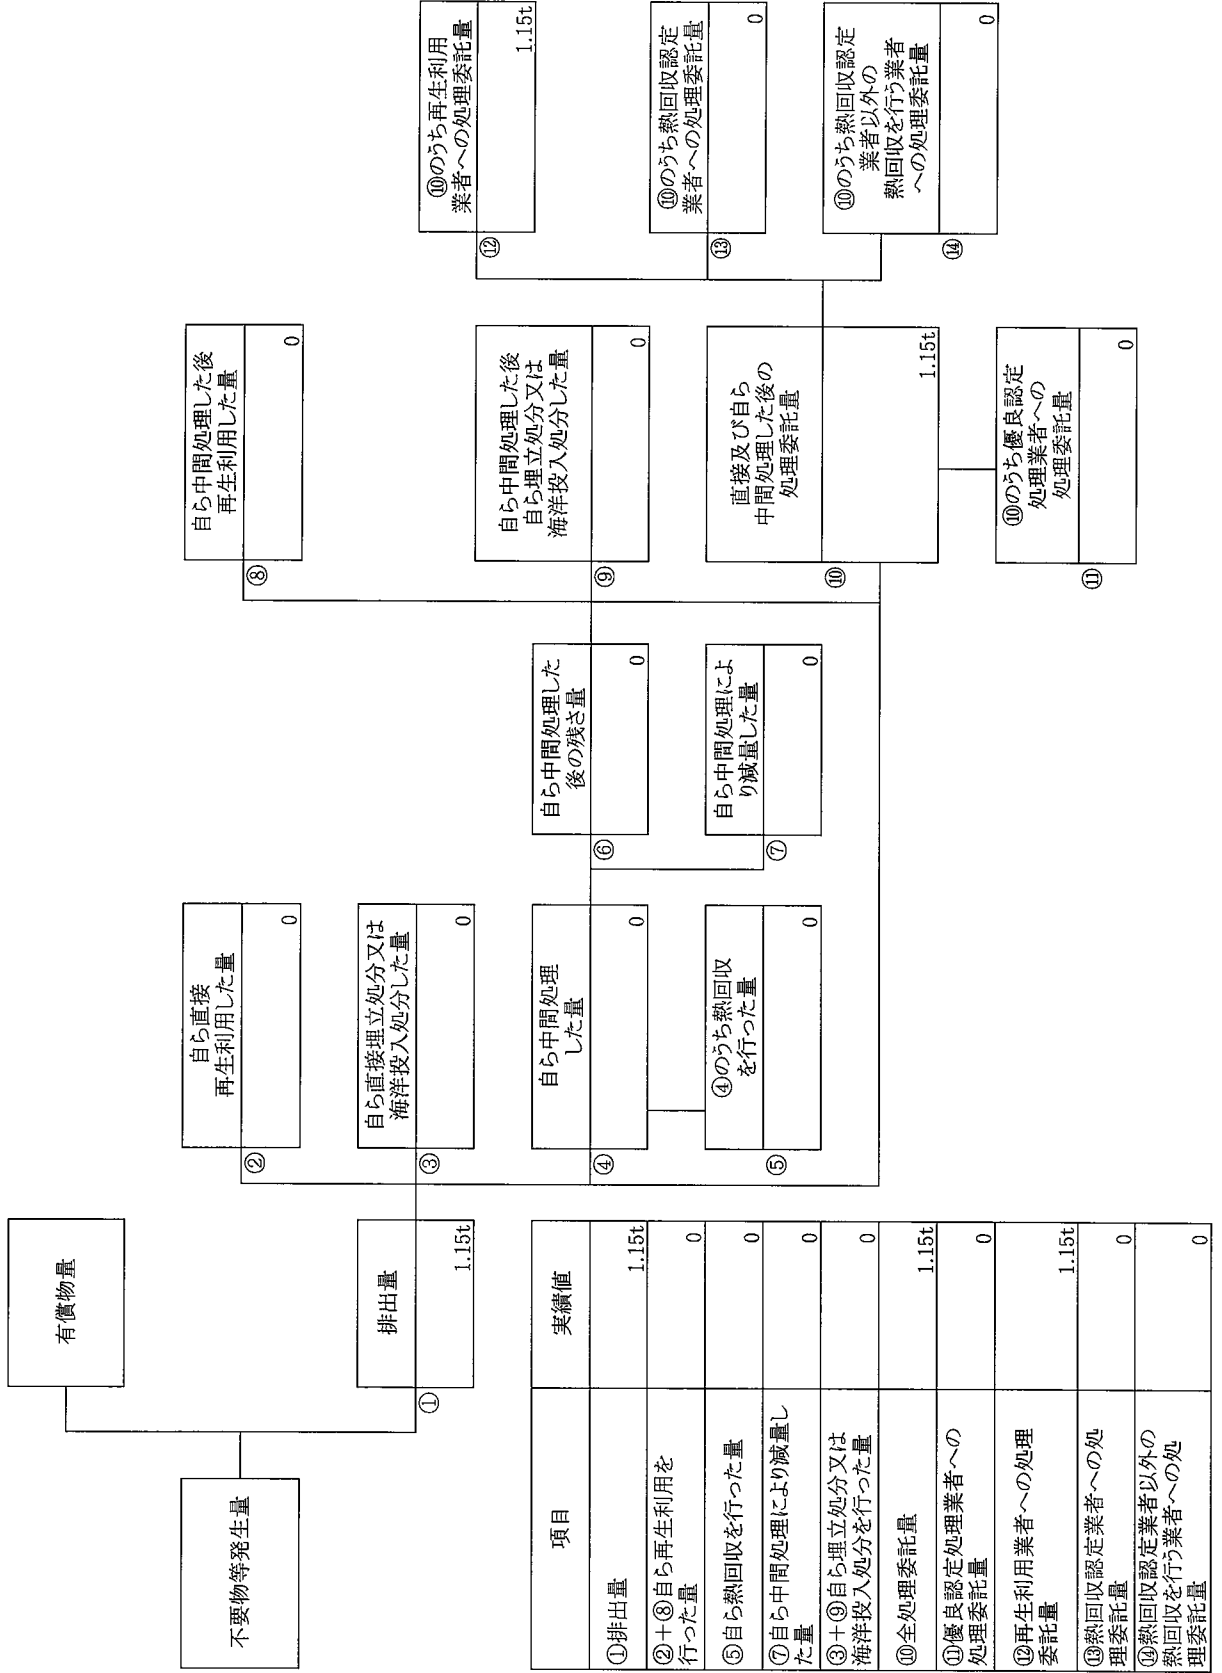 不要物等発生量
有償物量
①
排出量
1.15t
②
自ら直接
再生利用した量
0
③
自ら直接埋立処分又は
海洋投入処分した量
0
④
自ら中間処理
した量
0
⑤
④のうち熱回収
を行った量
0
⑥
自ら中間処理した
後の残さ量
0
⑦
自ら中間処理によ
り減量した量
0
⑧
自ら中間処理した後
再生利用した量
0
⑨
自ら中間処理した後
自ら埋立処分又は
海洋投入処分した量
0
⑩
直接及び自ら
中間処理した後の
処理委託量
1.15t
⑪
⑩のうち優良認定
処理業者への
処理委託量
0
⑫
⑩のうち再生利用
業者への処理委託量
1.15t
⑬
⑩のうち熱回収認定
業者への処理委託量
0
⑭
⑩のうち熱回収認定
業者以外の
熱回収を行う業者
への処理委託量
0
項目
実績値
①排出量
1.15t
②+⑧自ら再生利用を
行った量
0
⑤自ら熱回収を行った量
0
⑦自ら中間処理により減量し
た量
0
③+⑨自ら埋立処分又は
海洋投入処分を行った量
0
⑩全処理委託量
1.15t
⑪優良認定処理業者への
処理委託量
0
⑫再生利用業者への処理
委託量
1.15t
⑬熱回収認定業者への処
理委託量
0
⑭熱回収認定業者以外の
熱回収を行う業者への処
理委託量
0